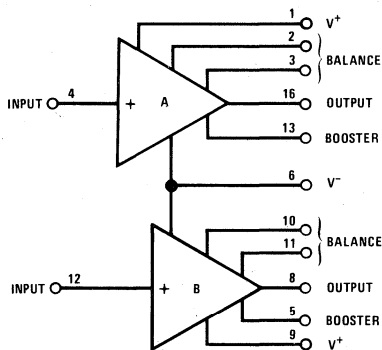 1 V+
2
3 BALANCE
INPUT 4 + A 16 OUTPUT
13 BOOSTER
6 V-
10
11 BALANCE
INPUT 12 + B 8 OUTPUT
5 BOOSTER
9 V+